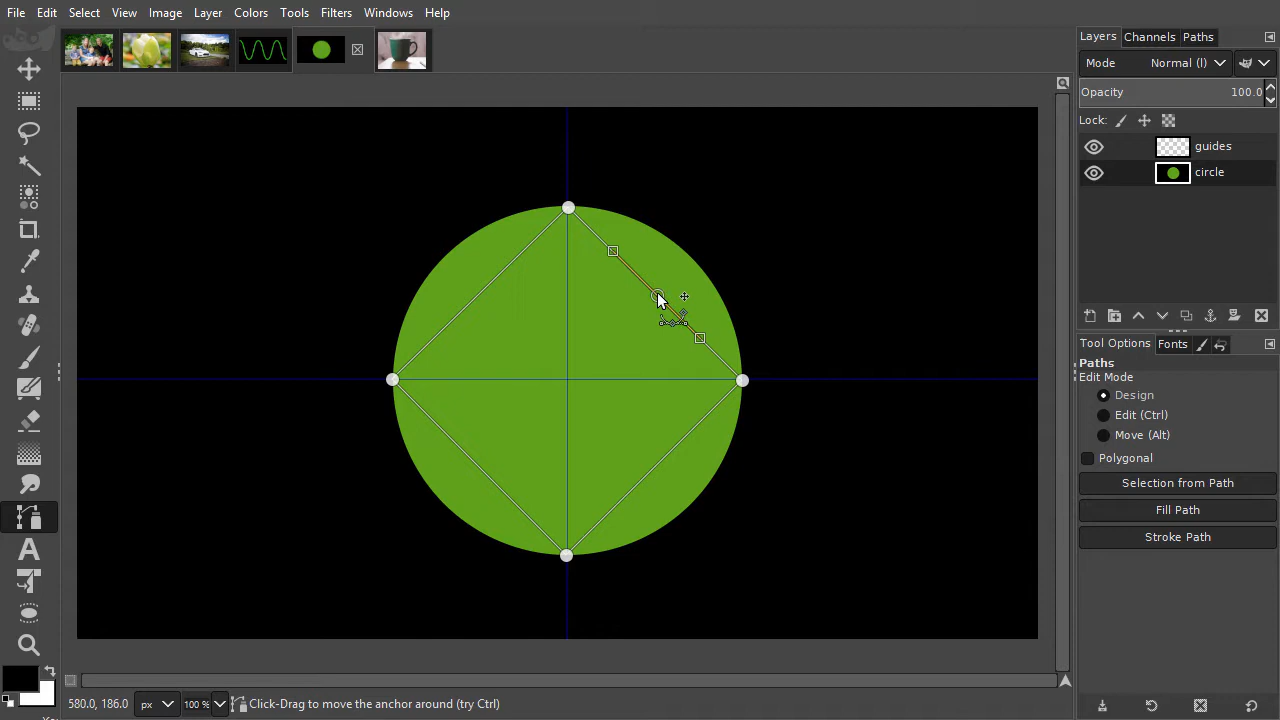 File Edit Select View Image Layer Colors Tools Filters Windows Help
Layers Channels Paths
Mode Normal (l)
Opacity 100.0
Lock:
guides
circle
Tool Options Fonts
Paths
Edit Mode
Design
Edit (Ctrl)
Move (Alt)
Polygonal
Selection from Path
Fill Path
Stroke Path
580.0, 186.0 px 100 % Click-Drag to move the anchor around (try Ctrl)